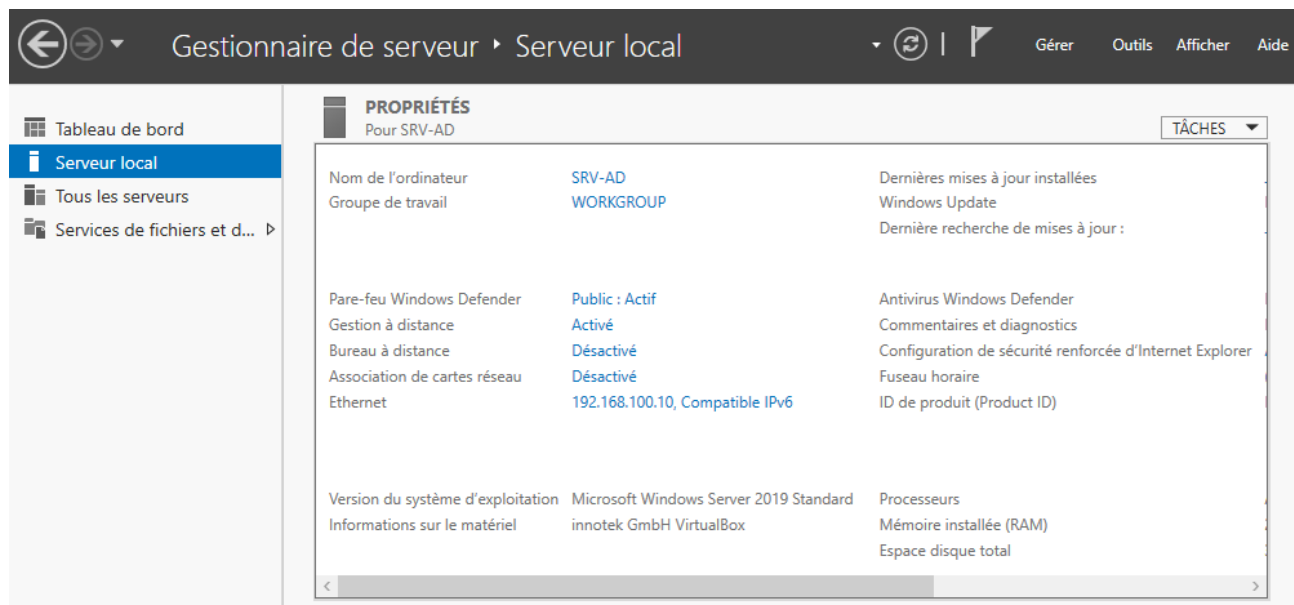 Gestionnaire de serveur ‣ Serveur local
Gérer Outils Afficher Aide
Tableau de bord
Serveur local
Tous les serveurs
Services de fichiers et d...
PROPRIÉTÉS
Pour SRV-AD
TÂCHES
Nom de l'ordinateur SRV-AD Dernières mises à jour installées
Groupe de travail WORKGROUP Windows Update
Dernière recherche de mises à jour :
Pare-feu Windows Defender Public : Actif Antivirus Windows Defender
Gestion à distance Activé Commentaires et diagnostics
Bureau à distance Désactivé Configuration de sécurité renforcée d'Internet Explorer
Association de cartes réseau Désactivé Fuseau horaire
Ethernet 192.168.100.10, Compatible IPv6 ID de produit (Product ID)
Version du système d'exploitation Microsoft Windows Server 2019 Standard Processeurs
Informations sur le matériel innotek GmbH VirtualBox Mémoire installée (RAM)
Espace disque total